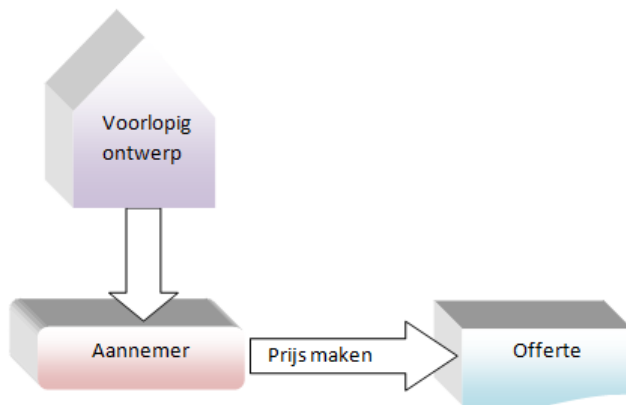 Voorlopig
ontwerp
Aannemer
Prijs maken
Offerte